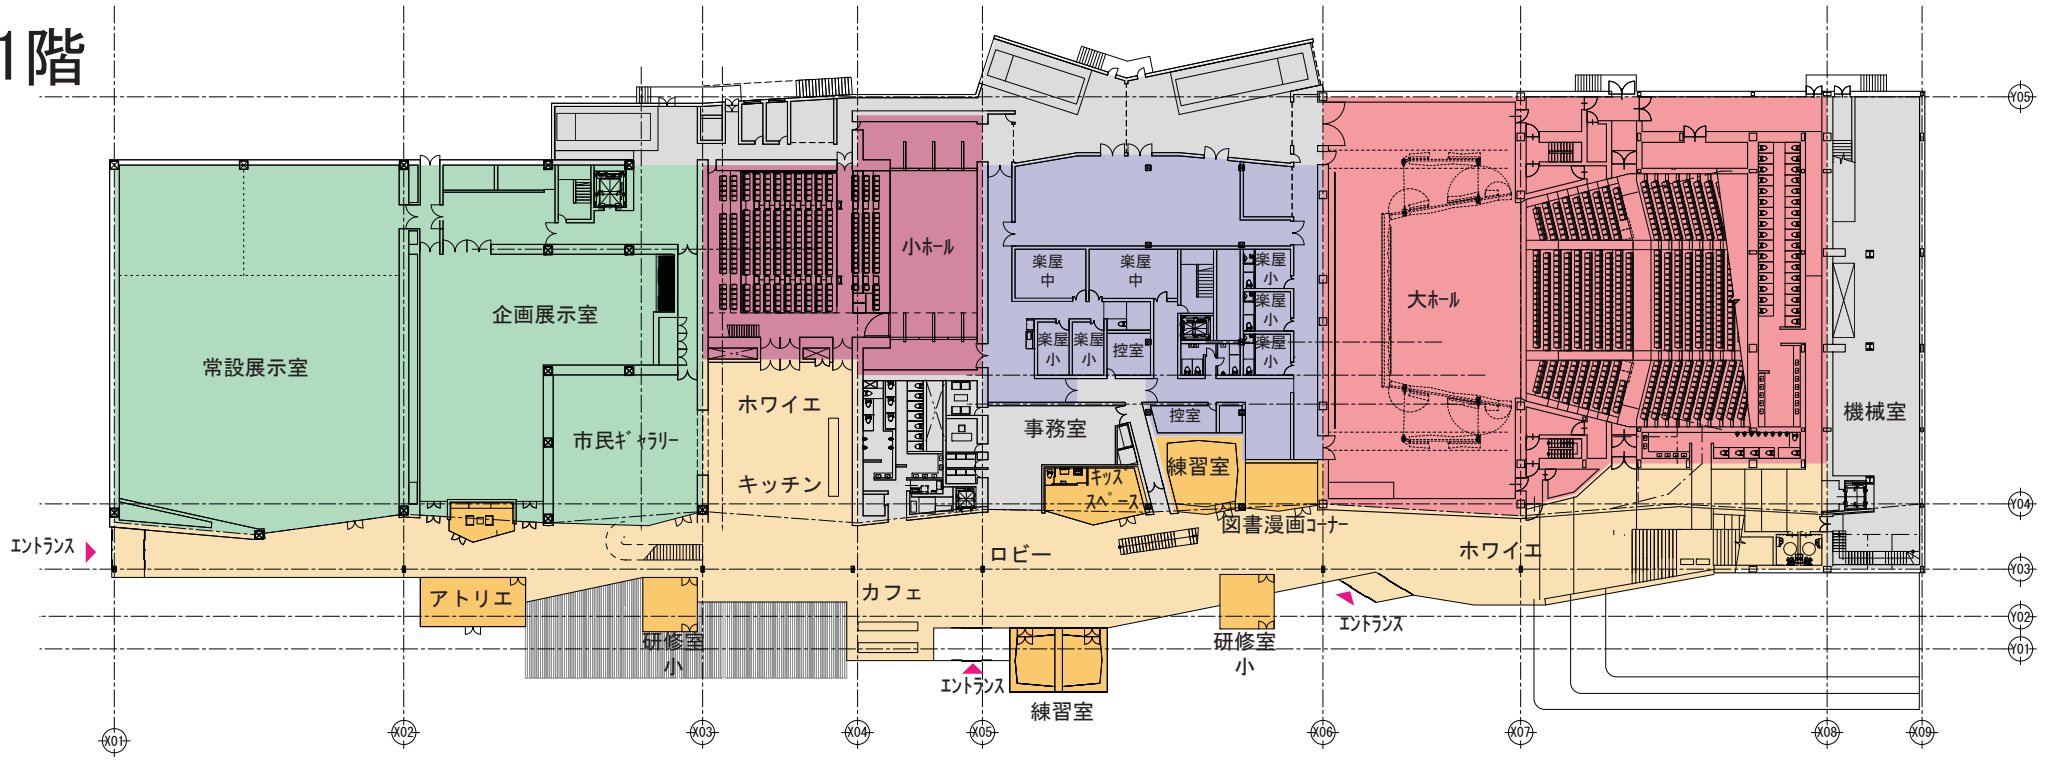 1階
Y05
小ホール
楽屋
中
楽屋
中
楽屋
小
楽屋
小
楽屋
小
楽屋
小
楽屋
小
控室
大ホール
企画展示室
常設展示室
ホワイエ
市民ギャラリー
キッチン
事務室
控室
練習室
キッズ
スペース
機械室
図書漫画コーナー
Y04
エントランス
ロビー
ホワイエ
Y03
アトリエ
カフェ
エントランス
Y02
研修室
小
研修室
小
Y01
エントランス
練習室
X01
X02
X03
X04
X05
X06
X07
X08
X09